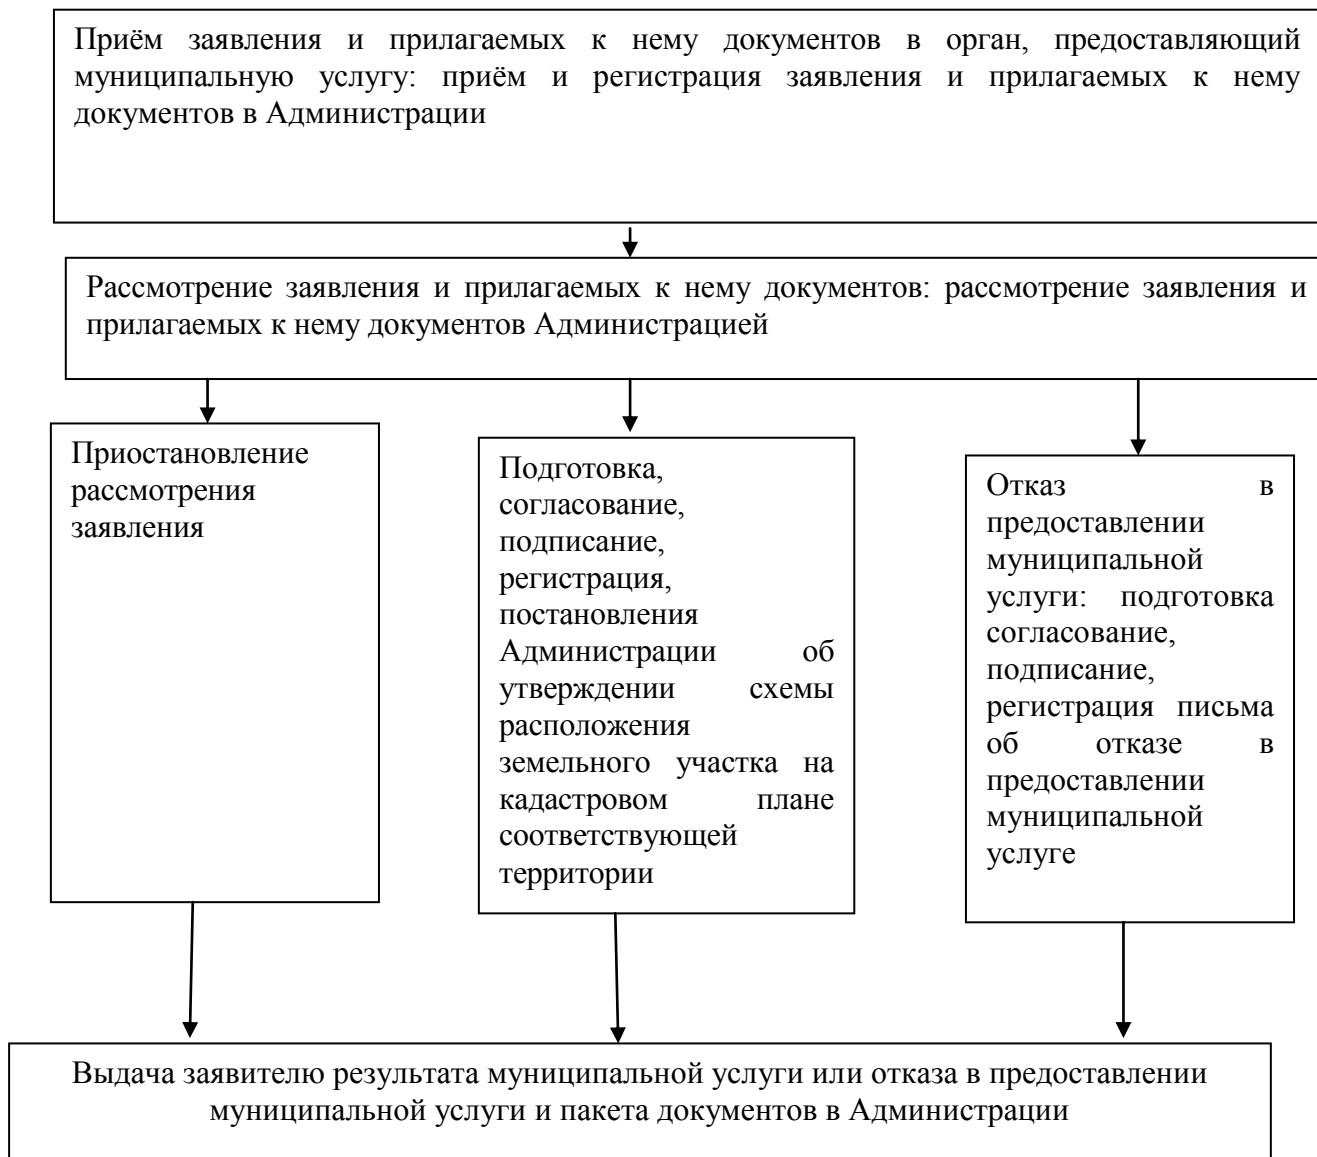 Приём заявления и прилагаемых к нему документов в орган, предоставляющий
муниципальную услугу: приём и регистрация заявления и прилагаемых к нему
документов в Администрации
Рассмотрение заявления и прилагаемых к нему документов: рассмотрение заявления и
прилагаемых к нему документов Администрацией
Приостановление
рассмотрения
заявления
Подготовка,
согласование,
подписание,
регистрация,
постановления
Администрации об
утверждении схемы
расположения
земельного участка на
кадастровом плане
соответствующей
территории
Отказ в
предоставлении
муниципальной
услуги: подготовка
согласование,
подписание,
регистрация письма
об отказе в
предоставлении
муниципальной
услуге
Выдача заявителю результата муниципальной услуги или отказа в предоставлении
муниципальной услуги и пакета документов в Администрации